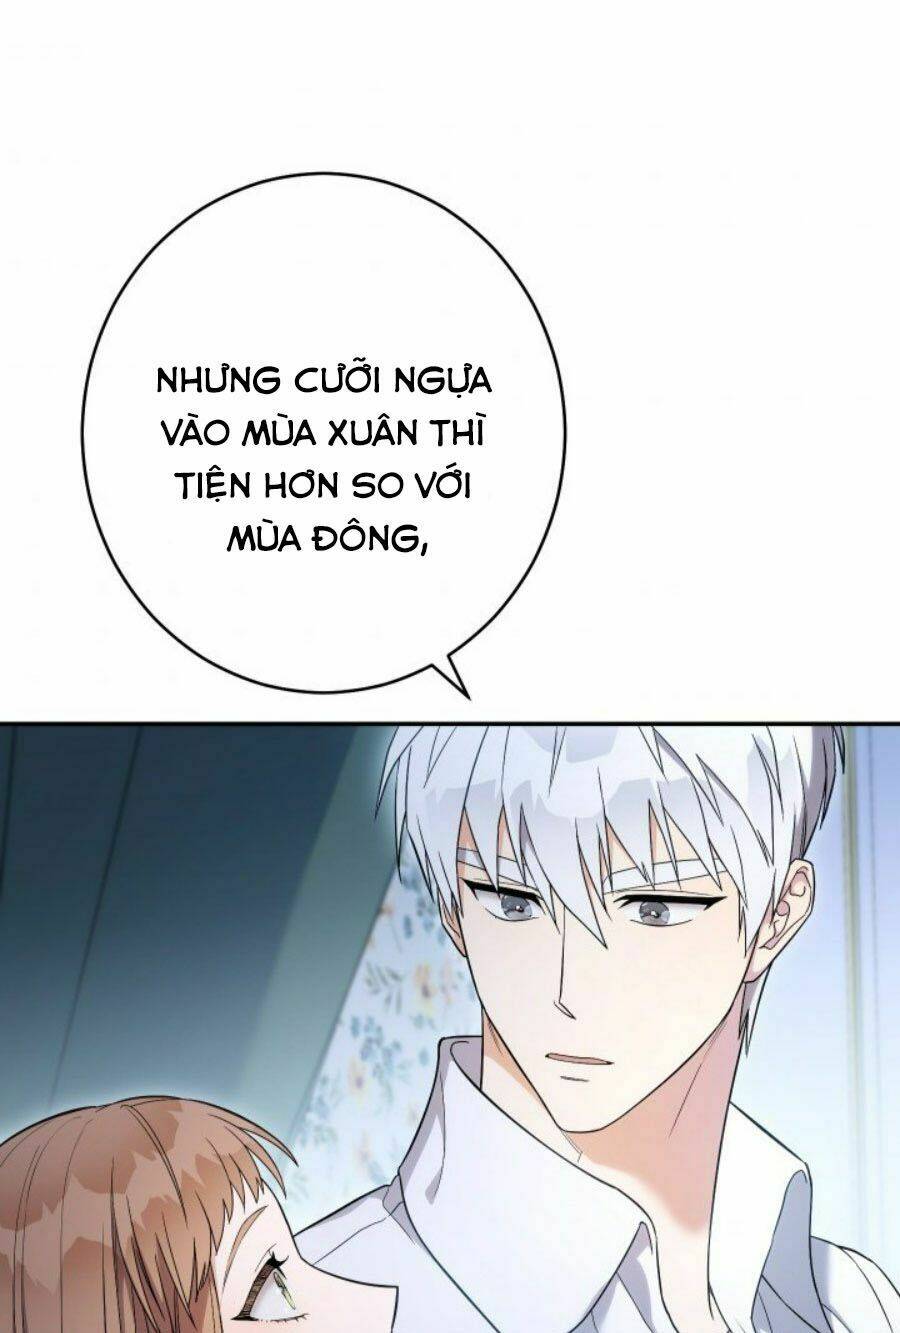 NHƯNG CƯỠI NGỰA
VÀO MÙA XUÂN THÌ
TIỆN HƠN SO VỚI
MÙA ĐÔNG,